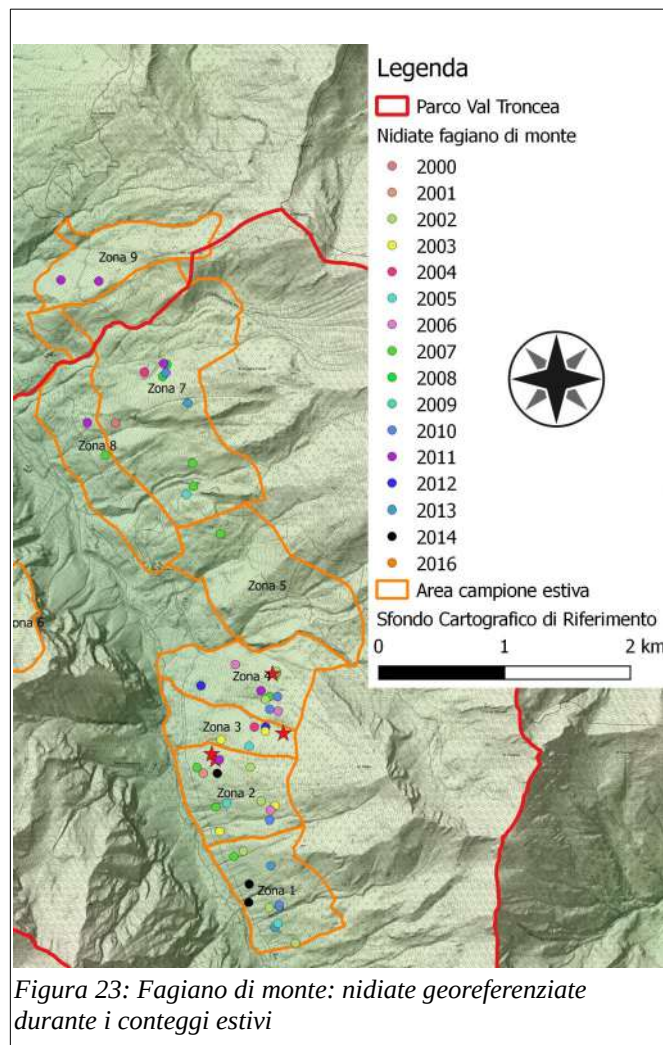 Legenda
Parco Val Troncea
Nidiate fagiano di monte
2000
2001
2002
2003
2004
2005
2006
2007
2008
2009
2010
2011
2012
2013
2014
2016
Area campione estiva
Sfondo Cartografico di Riferimento
0 1 2 km
Zona 9
Zona 7
Zona 8
Zona 5
ona 6
Zona 4
Zona 3
Zona 2
Zona 1
Figura 23: Fagiano di monte: nidiate georeferenziate
durante i conteggi estivi